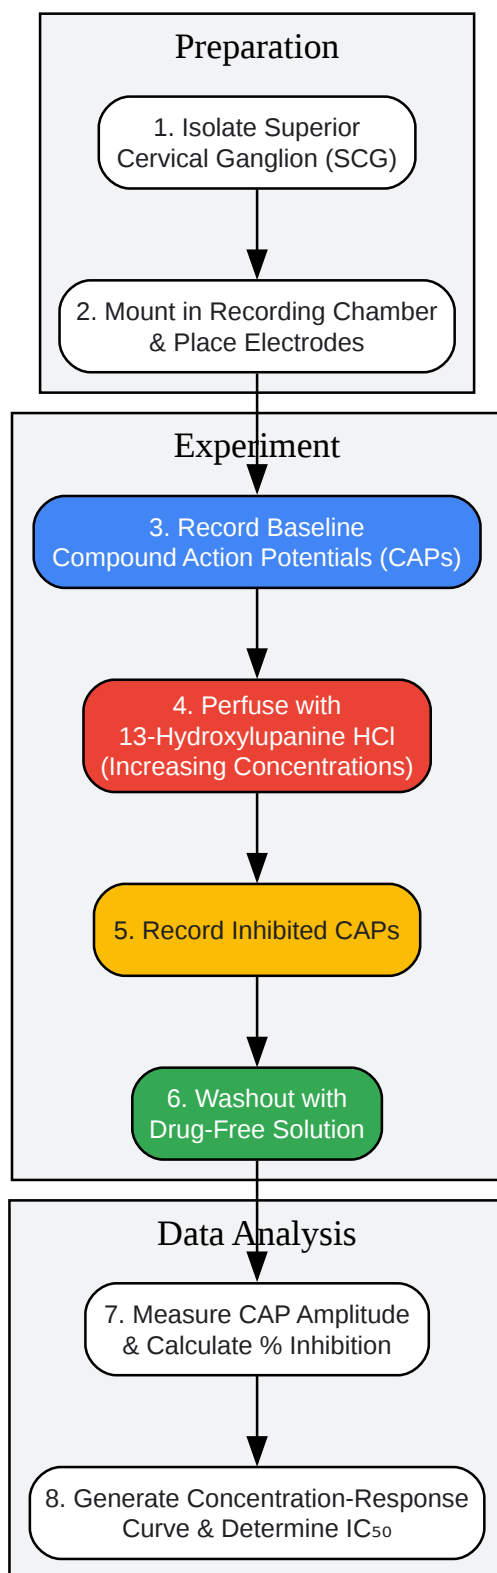 Preparation
1. Isolate Superior
Cervical Ganglion (SCG)
2. Mount in Recording Chamber
& Place Electrodes
Experiment
3. Record Baseline
Compound Action Potentials (CAPs)
4. Perfuse with
13-Hydroxylupanine HCl
(Increasing Concentrations)
5. Record Inhibited CAPs
6. Washout with
Drug-Free Solution
Data Analysis
7. Measure CAP Amplitude
& Calculate % Inhibition
8. Generate Concentration-Response
Curve & Determine IC₅₀